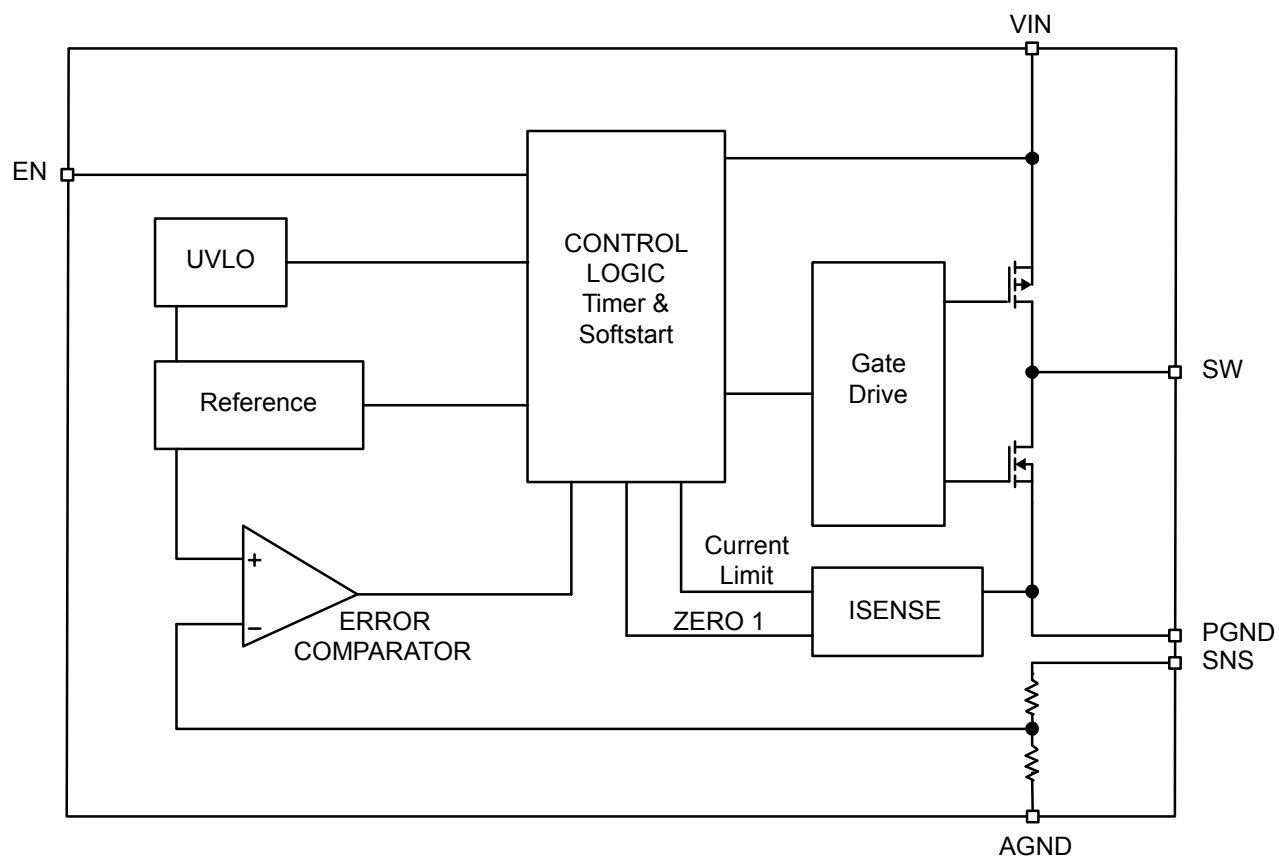 VIN
EN
UVLO
CONTROL
LOGIC
Timer &
Softstart
Gate
Drive
SW
Reference
+
−
ERROR
COMPARATOR
Current
Limit
ZERO 1
ISENSE
PGND
SNS
AGND